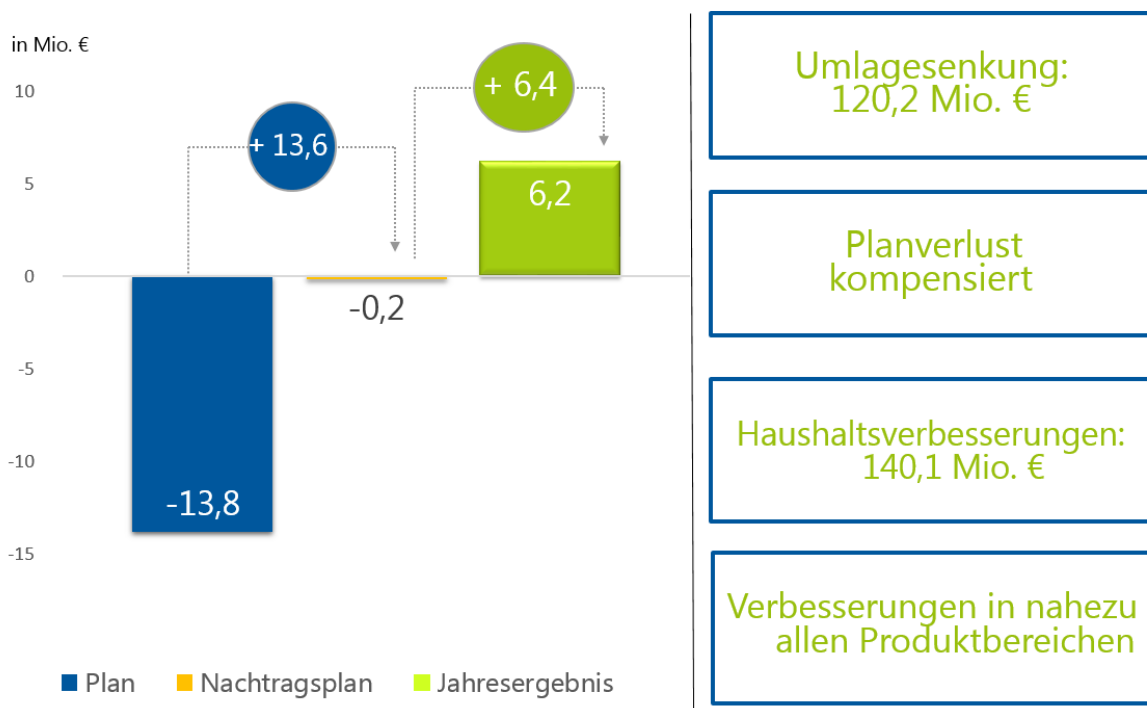 in Mio. €
10
5
0
-5
-10
-15
+ 13,6
+ 6,4
6,2
-0,2
-13,8
Plan
Nachtragsplan
Jahresergebnis
Umlagesenkung:
120,2 Mio. €
Planverlust
kompensiert
Haushaltsverbesserungen:
140,1 Mio. €
Verbesserungen in nahezu
allen Produktbereichen